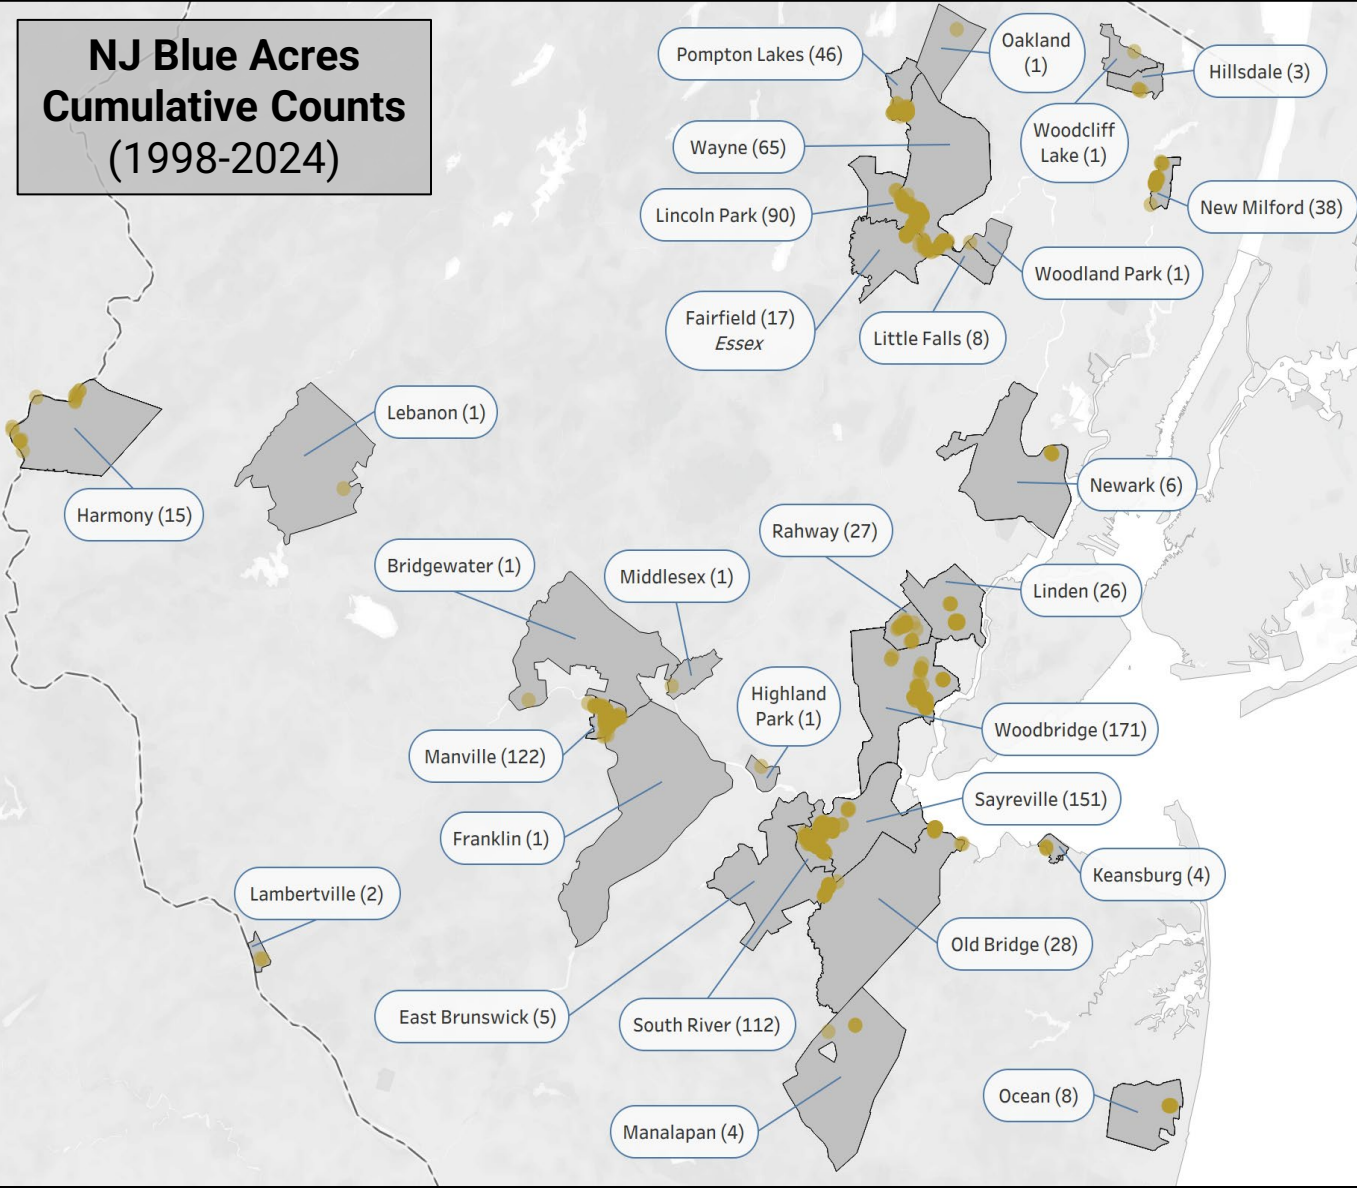 NJ Blue Acres
Cumulative Counts
(1998-2024)
Pompton Lakes (46)
Oakland
(1)
Hillsdale (3)
Wayne (65)
Woodcliff
Lake (1)
Lincoln Park (90)
New Milford (38)
Woodland Park (1)
Fairfield (17)
Essex
Little Falls (8)
Lebanon (1)
Harmony (15)
Newark (6)
Rahway (27)
Bridgewater (1)
Middlesex (1)
Linden (26)
Highland
Park (1)
Woodbridge (171)
Manville (122)
Sayreville (151)
Franklin (1)
Keansburg (4)
Lambertville (2)
Old Bridge (28)
East Brunswick (5)
South River (112)
Ocean (8)
Manalapan (4)